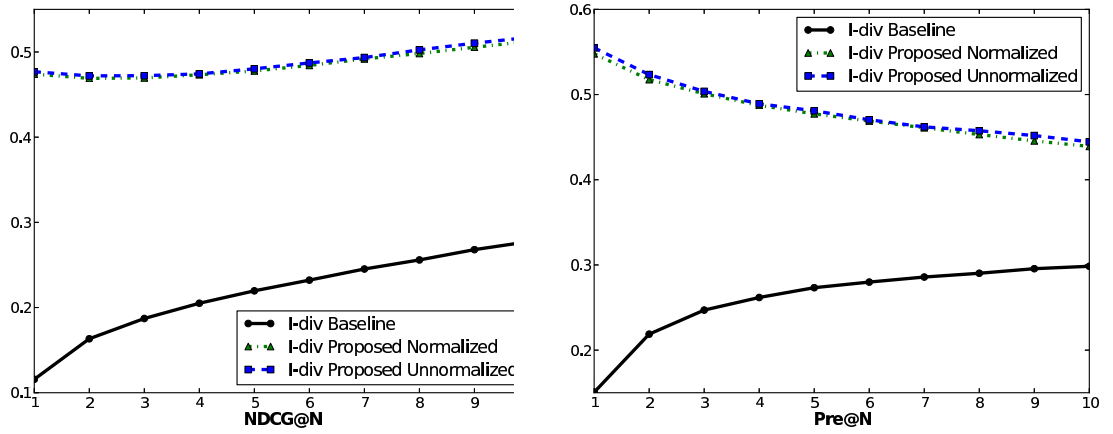 0.5
0.4
0.3
0.2
0.1
1 2 3 4 5 6 7 8 9
NDCG@N
I-div Baseline
I-div Proposed Normalized
I-div Proposed Unnormalized
0.6
0.5
0.4
0.3
0.2
1 2 3 4 5 6 7 8 9 10
Pre@N
I-div Baseline
I-div Proposed Normalized
I-div Proposed Unnormalized